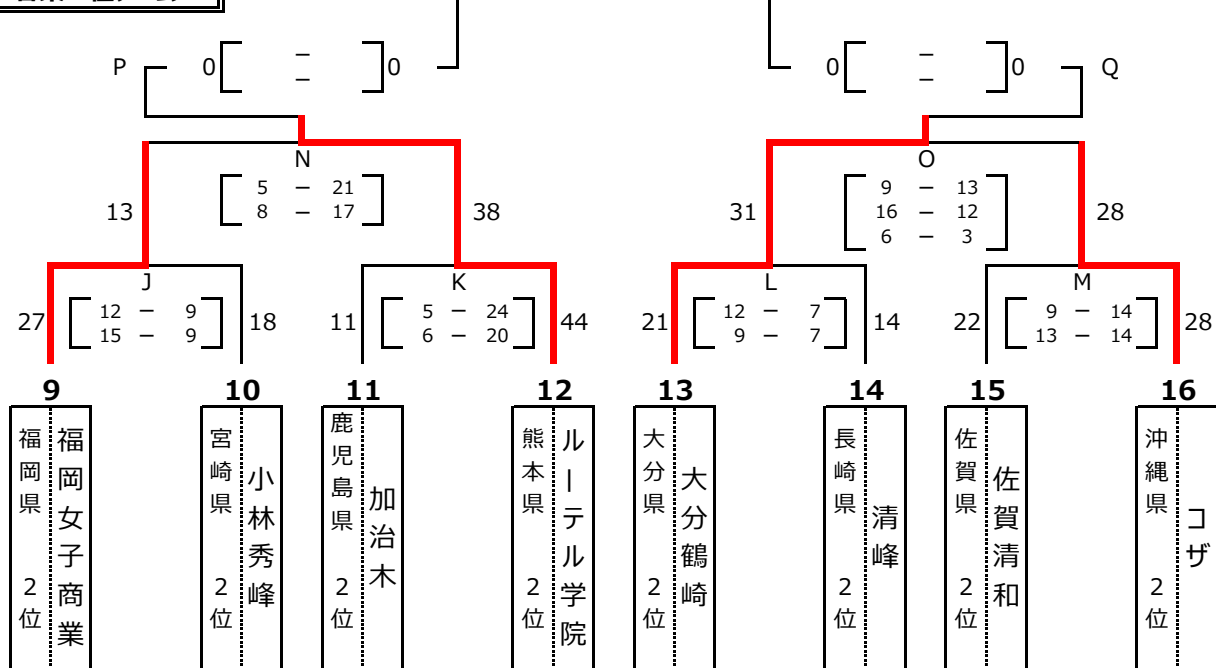 P 0 － 0
－
0 － 0 Q
－
N
5 － 21
8 － 17
13 38
O
9 － 13
16 － 12
6 － 3
31 28
J
12 － 9
15 － 9
27 18
K
5 － 24
6 － 20
11 44
L
12 － 7
9 － 7
21 14
M
9 － 14
13 － 14
22 28
9 10 11 12 13 14 15 16
福岡県 2位
福岡女子商業
宮崎県 2位
小林秀峰
鹿児島県 2位
加治木
熊本県 2位
ルーテル学院
大分県 2位
大分鶴崎
長崎県 2位
清峰
佐賀県 2位
佐賀清和
沖縄県 2位
コザ